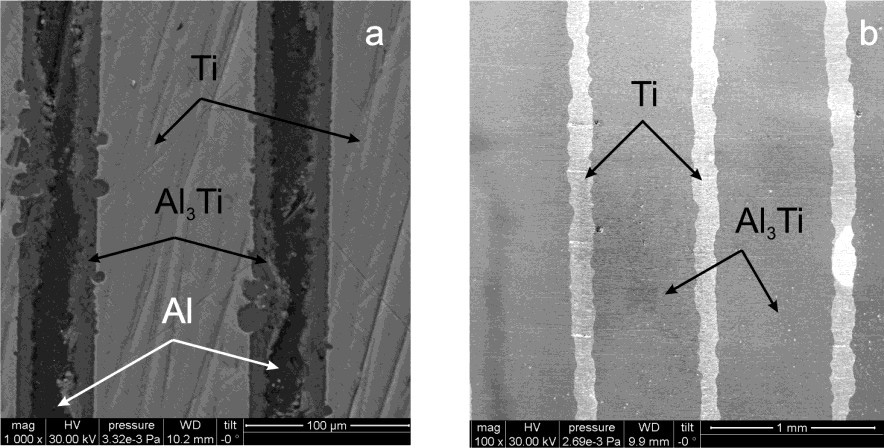 a
Ti
Al₃Ti
Al
mag HV pressure WD tilt
1 000 x 30.00 kV 3.32e-3 Pa 10.2 mm -0 ° 100 µm
b
Ti
Al₃Ti
mag HV pressure WD tilt
100 x 30.00 kV 2.69e-3 Pa 9.9 mm -0 ° 1 mm